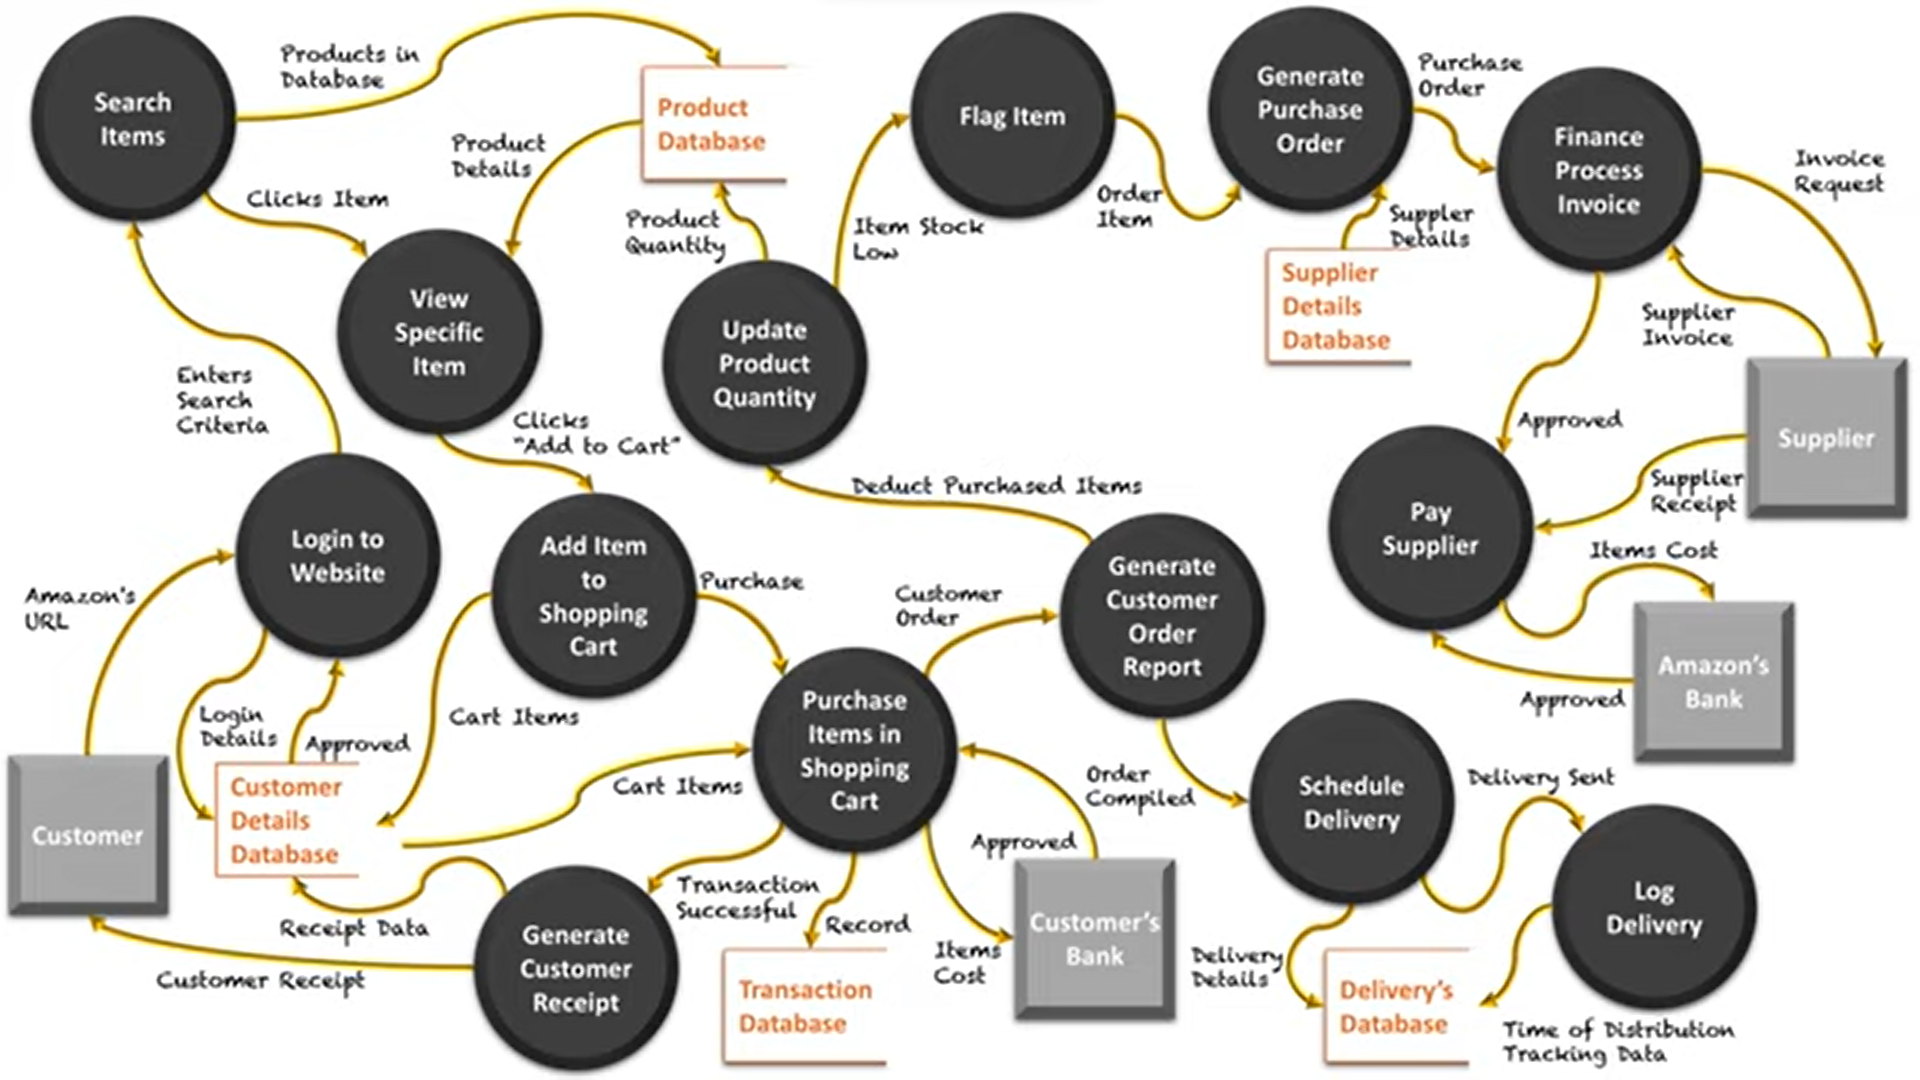 Search
Items
Products in
Database
Product
Database
Flag Item
Generate
Purchase
Order
Purchase
Order
Finance
Process
Invoice
Invoice
Request
Clicks Item
Product
Details
Product
Quantity
Item Stock
Low
Order
Item
Suppler
Details
Supplier
Details
Database
Supplier
Invoice
View
Specific
Item
Update
Product
Quantity
Enters
Search
Criteria
Clicks
"Add to Cart"
Approved
Supplier
Supplier
Receipt
Deduct Purchased Items
Pay
Supplier
Items Cost
Login to
Website
Add Item
to
Shopping
Cart
Purchase
Customer
Order
Generate
Customer
Order
Report
Amazon's
URL
Amazon's
Bank
Approved
Login
Details
Approved
Cart Items
Purchase
Items in
Shopping
Cart
Cart Items
Order
Compiled
Schedule
Delivery
Delivery Sent
Customer
Customer
Details
Database
Approved
Log
Delivery
Receipt Data
Transaction
Successful
Record
Generate
Customer
Receipt
Customer Receipt
Items
Cost
Customer's
Bank
Delivery
Details
Transaction
Database
Delivery's
Database
Time of Distribution
Tracking Data